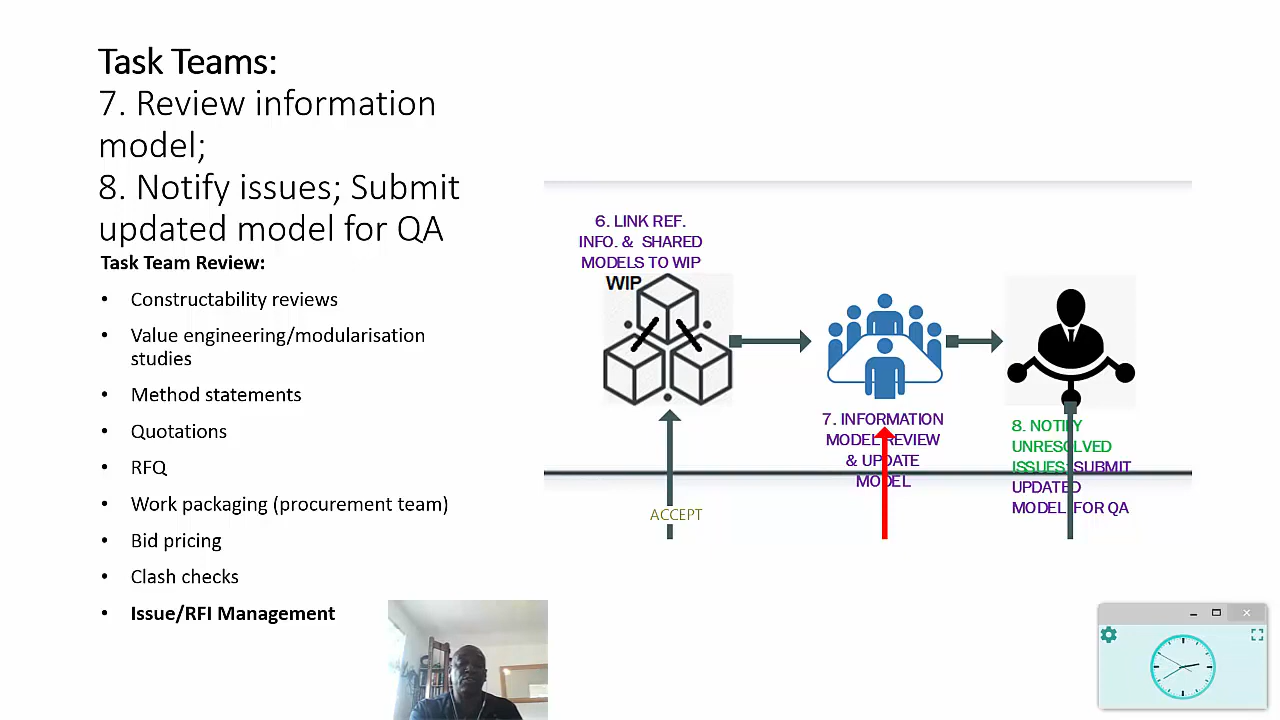 Task Teams:
7. Review information
model;
8. Notify issues; Submit
updated model for QA
Task Team Review:
• Constructability reviews
• Value engineering/modularisation
studies
• Method statements
• Quotations
• RFQ
• Work packaging (procurement team)
• Bid pricing
• Clash checks
• Issue/RFI Management
6. LINK REF.
INFO. & SHARED
MODELS TO WIP
WIP
ACCEPT
7. INFORMATION
MODEL REVIEW
& UPDATE
MODEL
8. NOTIFY
UNRESOLVED
ISSUES; SUBMIT
UPDATED
MODEL FOR QA